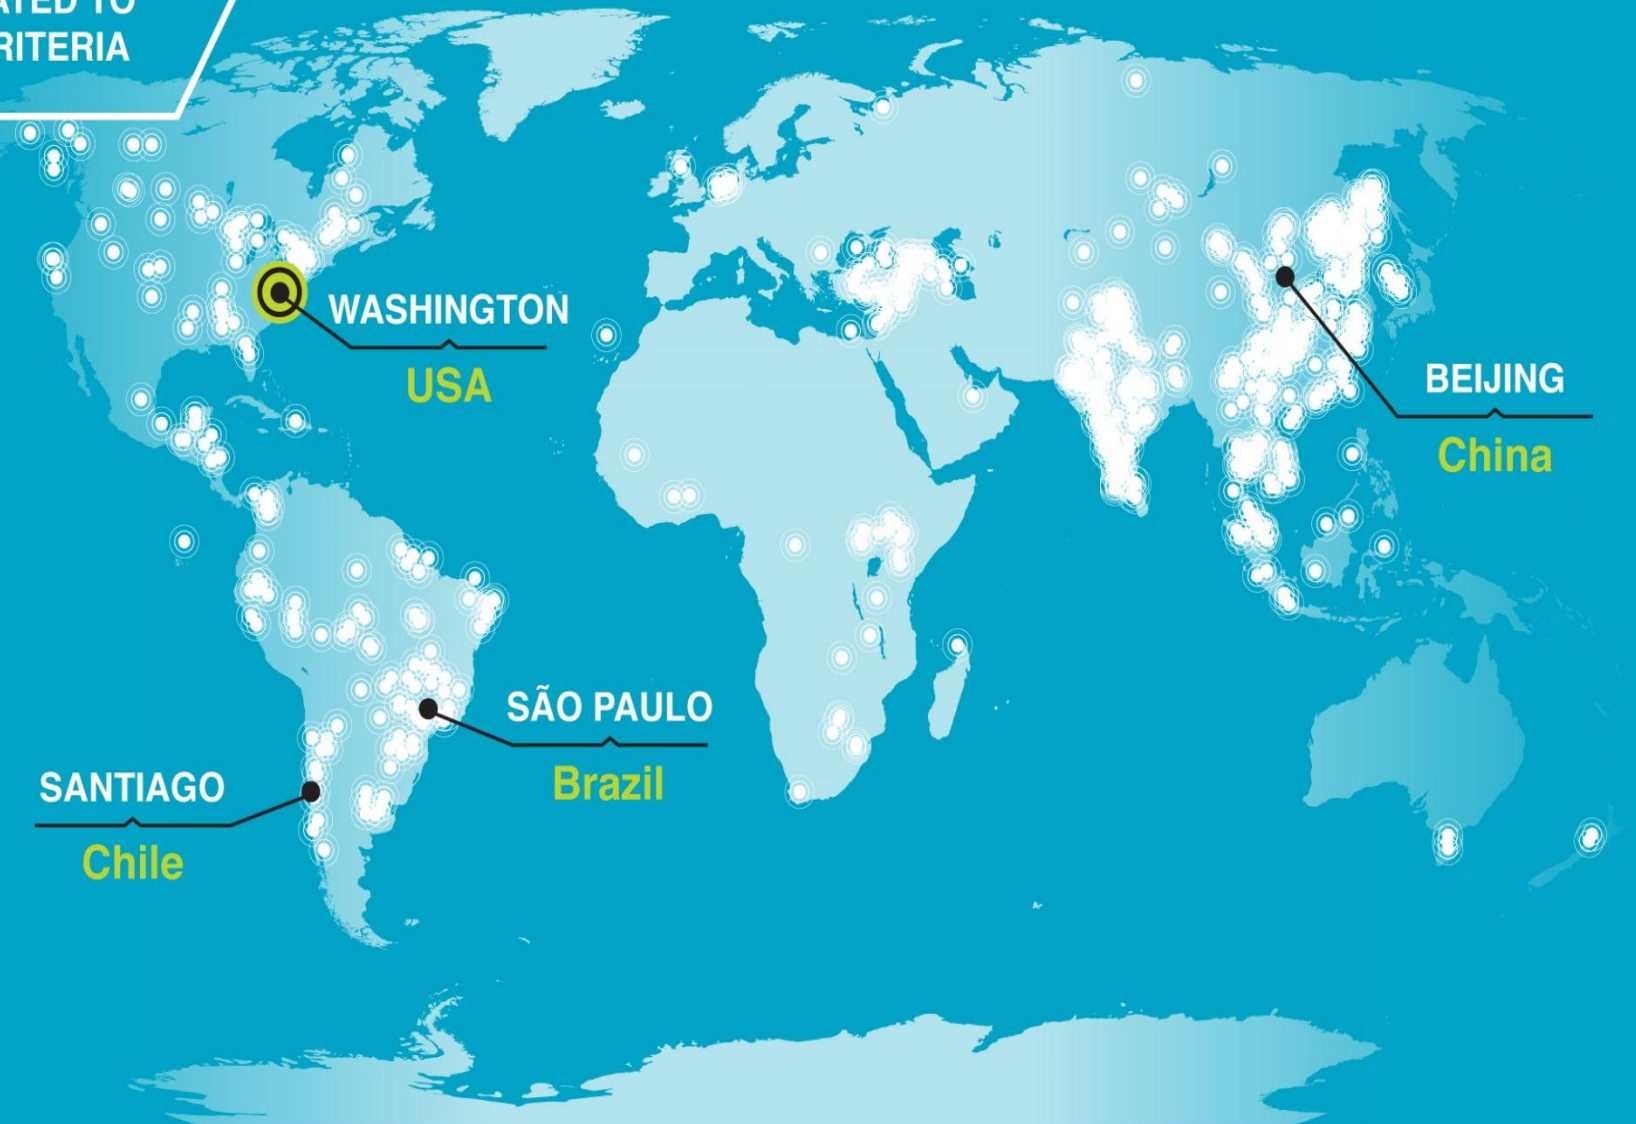 RITERIA
WASHINGTON
USA
BEIJING
China
SÃO PAULO
Brazil
SANTIAGO
Chile